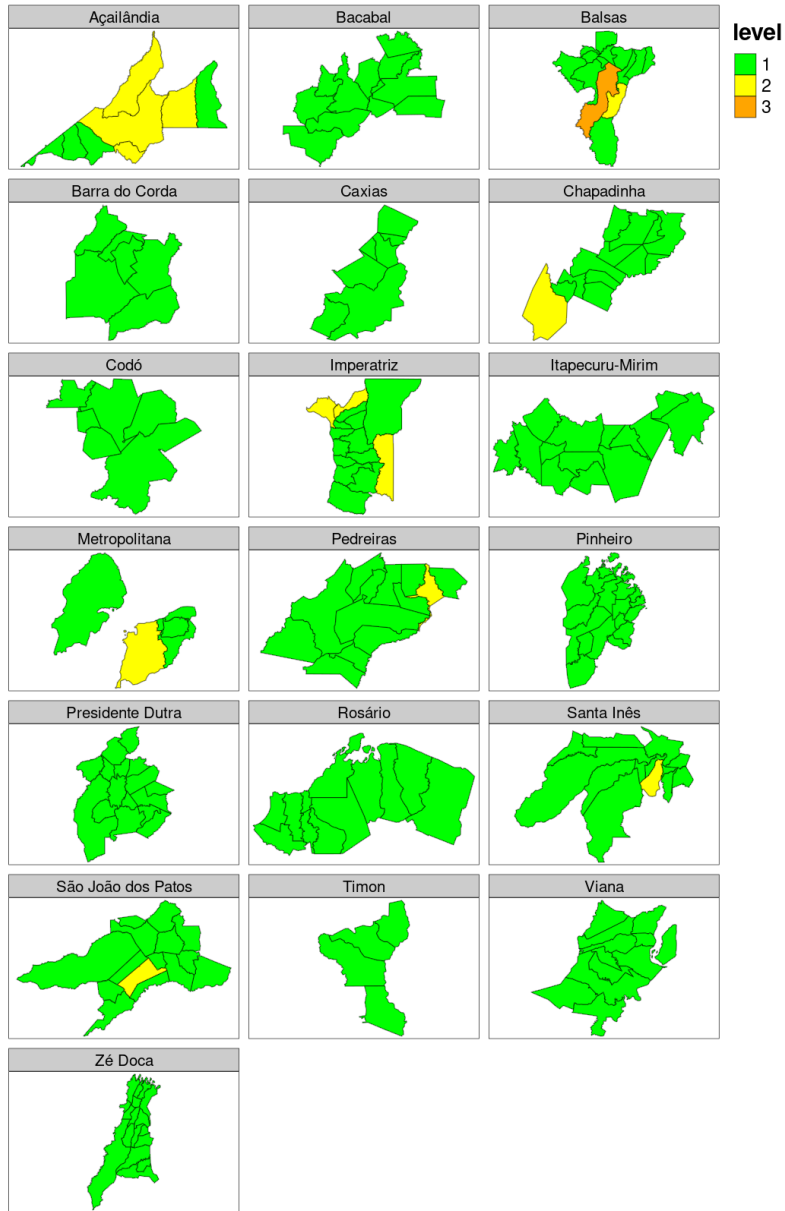 Açailândia
Bacabal
Balsas
level
1
2
3
Barra do Corda
Caxias
Chapadinha
Codó
Imperatriz
Itapecuru-Mirim
Metropolitana
Pedreiras
Pinheiro
Presidente Dutra
Rosário
Santa Inês
São João dos Patos
Timon
Viana
Zé Doca